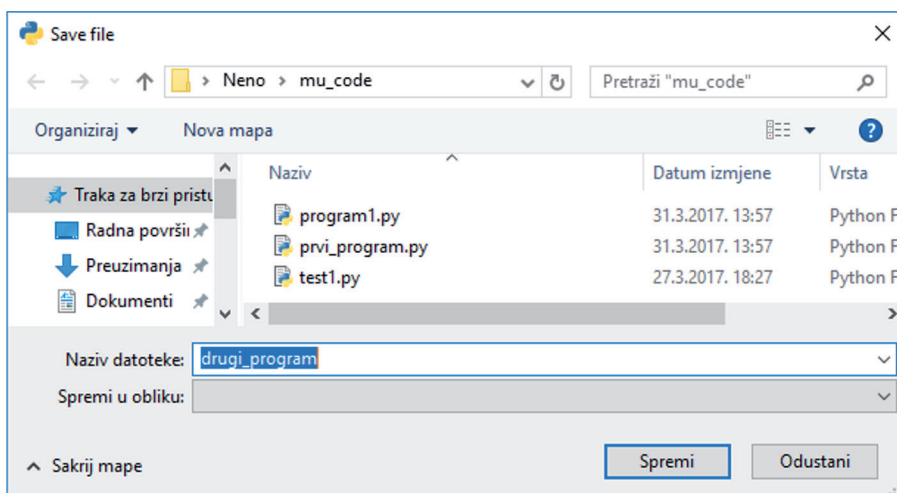 Save file
Neno > mu_code
Pretraži "mu_code"
Organiziraj
Nova mapa
?
Naziv
Datum izmjene
Vrsta
Traka za brzi pristu
Radna površi
Preuzimanja
Dokumenti
program1.py
31.3.2017. 13:57
Python F
prvi_program.py
31.3.2017. 13:57
Python F
test1.py
27.3.2017. 18:27
Python F
Naziv datoteke:
drugi_program
Spremi u obliku:
Sakrij mape
Spremi
Odustani